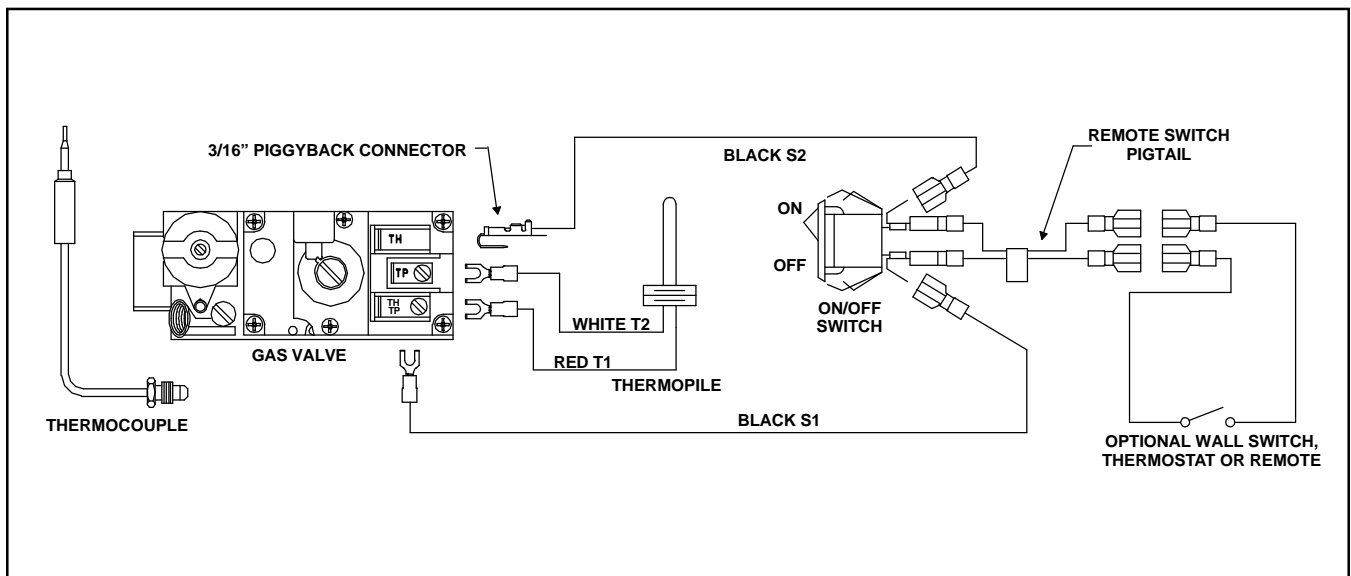 3/16” PIGGYBACK CONNECTOR
BLACK S2
REMOTE SWITCH
PIGTAIL
ON
OFF
ON/OFF
SWITCH
TH
TP
TH
TP
GAS VALVE
WHITE T2
RED T1
THERMOPILE
THERMOCOUPLE
BLACK S1
OPTIONAL WALL SWITCH,
THERMOSTAT OR REMOTE